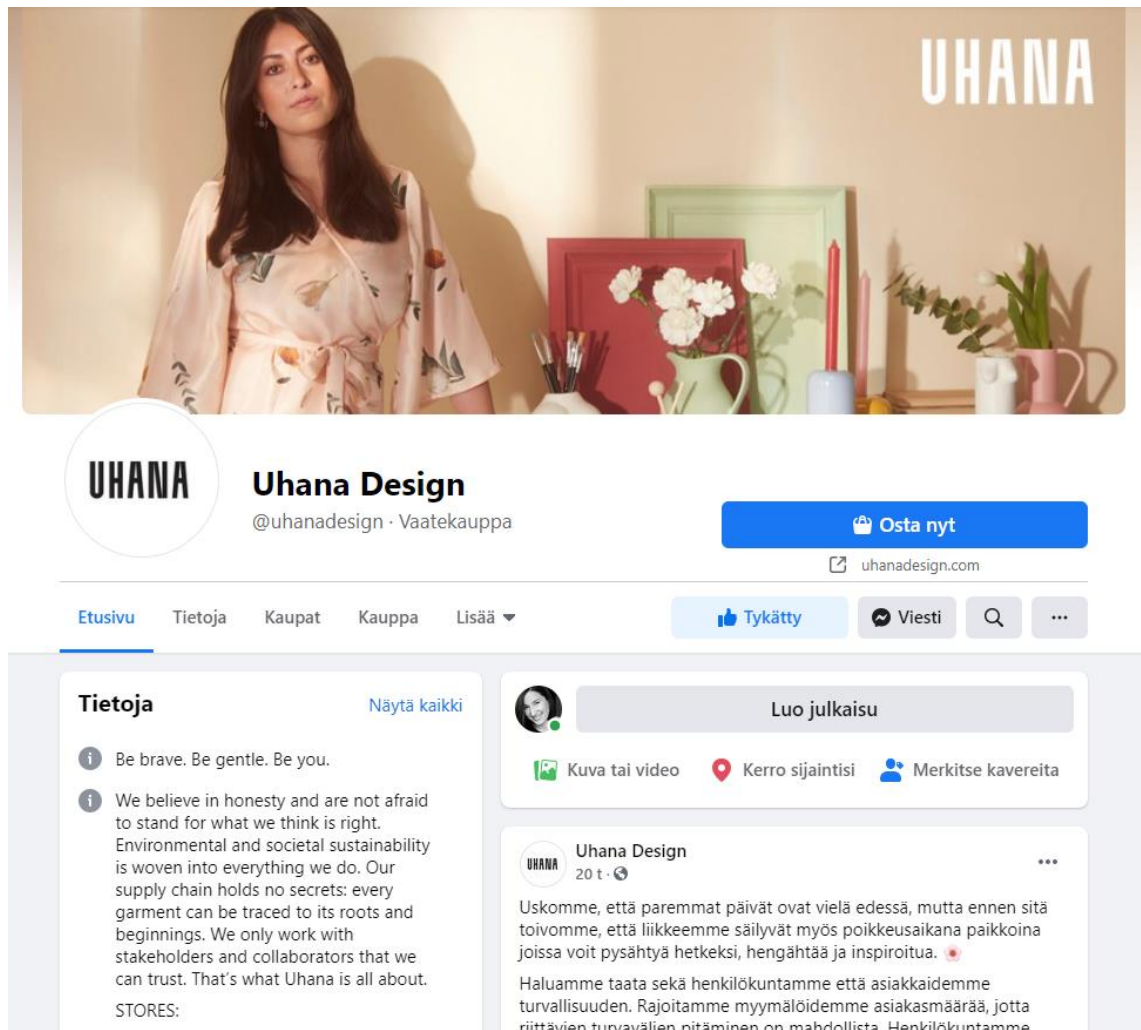 UHANA
UHANA
Uhana Design
@uhanadesign · Vaatekauppa
Osta nyt
uhanadesign.com
Etusivu
Tietoja
Kaupat
Kauppa
Lisää
Tykätty
Viesti
Tietoja
Näytä kaikki
Be brave. Be gentle. Be you.
We believe in honesty and are not afraid
to stand for what we think is right.
Environmental and societal sustainability
is woven into everything we do. Our
supply chain holds no secrets: every
garment can be traced to its roots and
beginnings. We only work with
stakeholders and collaborators that we
can trust. That's what Uhana is all about.
STORES:
Luo julkaisu
Kuva tai video
Kerro sijaintisi
Merkitse kavereita
UHANA
Uhana Design
20 t ·
Uskomme, että paremmat päivät ovat vielä edessä, mutta ennen sitä
toivomme, että liikkeemme säilyvät myös poikkeusaikana paikkoina
joissa voit pysähtyä hetkeksi, hengähtää ja inspiroitua.
Haluamme taata sekä henkilökuntamme että asiakkaidemme
turvallisuuden. Rajoitamme myymälöidemme asiakasmäärää, jotta
riittävien turvavälien pitäminen on mahdollista. Henkilökuntamme